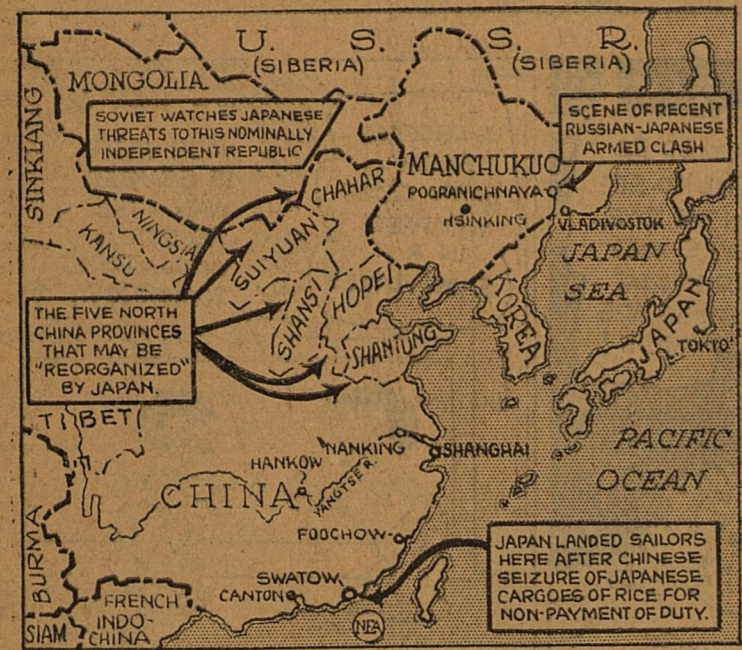 U. S. S. R.
(SIBERIA) (SIBERIA)
MONGOLIA
SOVIET WATCHES JAPANESE
THREATS TO THIS NOMINALLY
INDEPENDENT REPUBLIC
SCENE OF RECENT
RUSSIAN-JAPANESE
ARMED CLASH
SINKIANG
MANCHUKUO
POGRANICHNAYA
HSINKING
VLADIVOSTOK
CHAHAR
NINGSIA
KANSU
SUIYUAN
SHANSI
HOPEI
SHANTUNG
KOREA
JAPAN
SEA
JAPAN
TOKYO
THE FIVE NORTH
CHINA PROVINCES
THAT MAY BE
"REORGANIZED"
BY JAPAN.
TIBET
NANKING
SHANGHAI
HANKOW
YANGTSE R.
CHINA
PACIFIC
OCEAN
FOOCHOW
SWATOW
CANTON
JAPAN LANDED SAILORS
HERE AFTER CHINESE
SEIZURE OF JAPANESE
CARGOES OF RICE FOR
NON-PAYMENT OF DUTY.
BURMA
SIAM
FRENCH
INDO-
CHINA
NEA